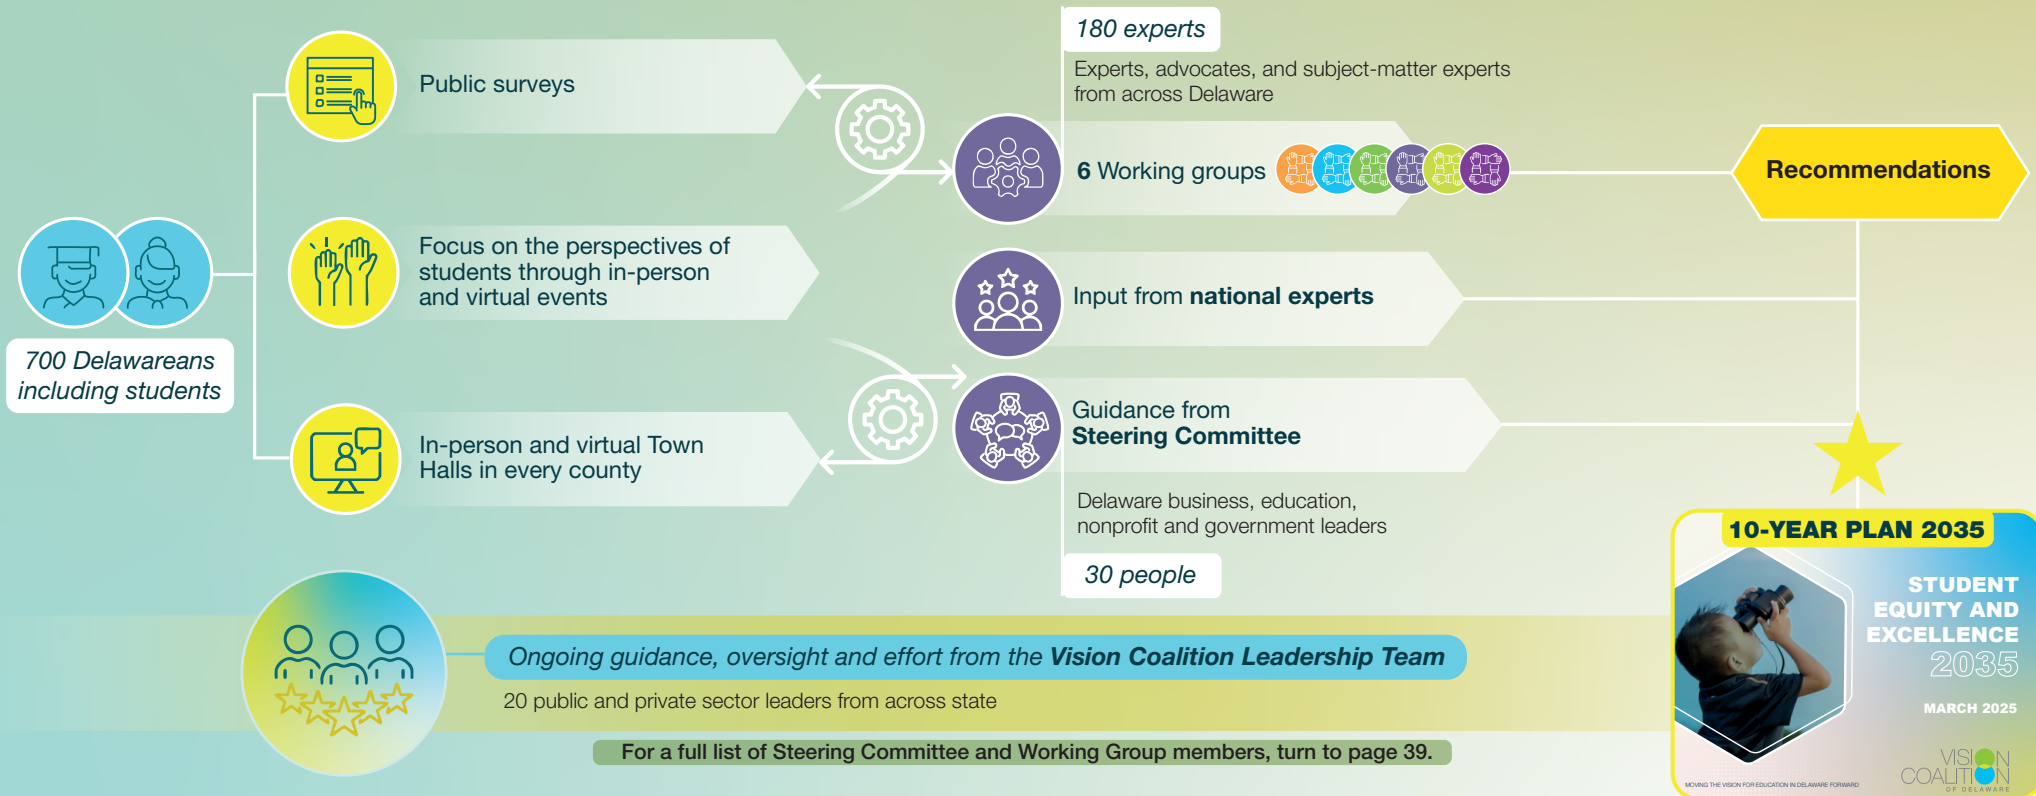 700 Delawareans
including students
Public surveys
Focus on the perspectives of
students through in-person
and virtual events
In-person and virtual Town
Halls in every county
180 experts
Experts, advocates, and subject-matter experts
from across Delaware
6 Working groups
Input from national experts
Guidance from
Steering Committee
Delaware business, education,
nonprofit and government leaders
30 people
Recommendations
10-YEAR PLAN 2035
STUDENT
EQUITY AND
EXCELLENCE
2035
MARCH 2025
MOVING THE VISION FOR EDUCATION IN DELAWARE FORWARD
VISION
COALITION
OF DELAWARE
Ongoing guidance, oversight and effort from the Vision Coalition Leadership Team
20 public and private sector leaders from across state
For a full list of Steering Committee and Working Group members, turn to page 39.